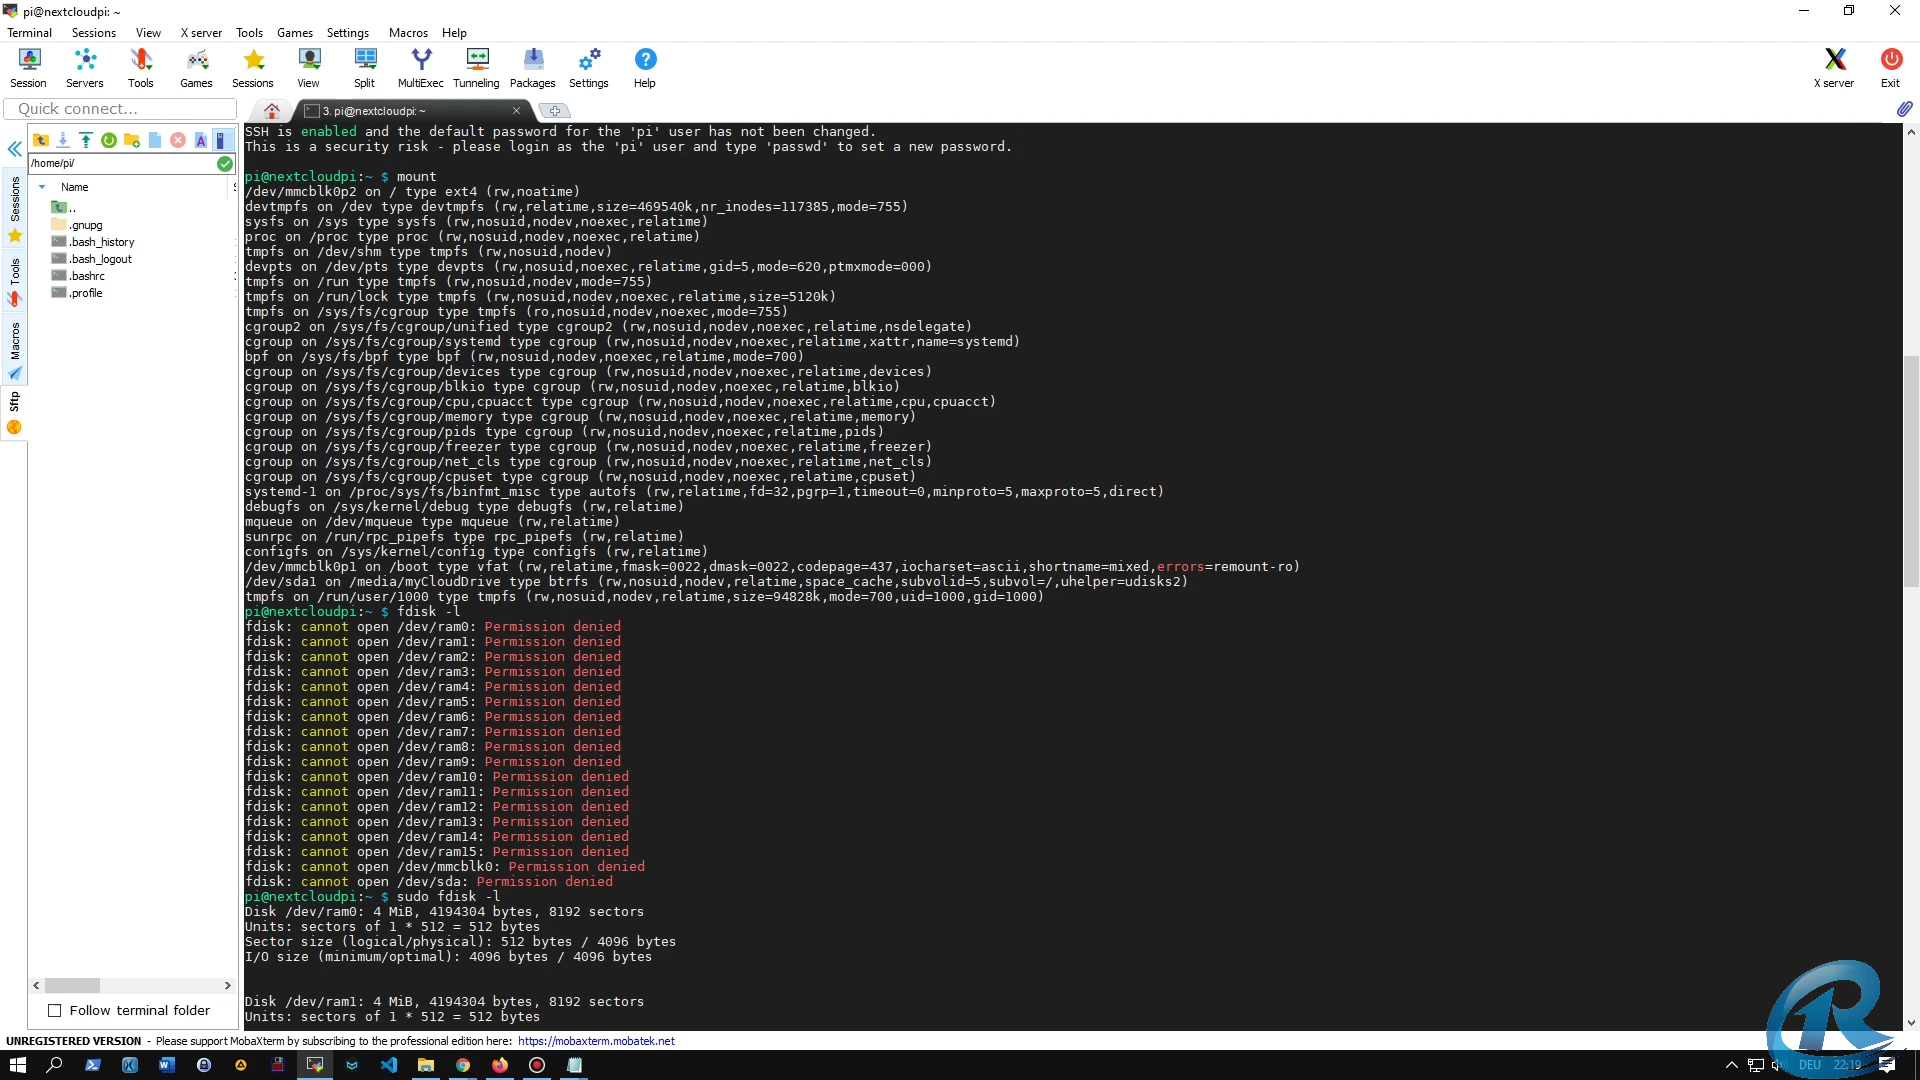 pi@nextcloudpi: ~
Terminal Sessions View X server Tools Games Settings Macros Help
Session Servers Tools Games Sessions View Split MultiExec Tunneling Packages Settings Help X server Exit
Quick connect...
3. pi@nextcloudpi: ~
/home/pi/
Name
..
.gnupg
.bash_history
.bash_logout
.bashrc
.profile
Sessions
Tools
Macros
Sftp
SSH is enabled and the default password for the 'pi' user has not been changed.
This is a security risk - please login as the 'pi' user and type 'passwd' to set a new password.
pi@nextcloudpi:~ $ mount
/dev/mmcblk0p2 on / type ext4 (rw,noatime)
devtmpfs on /dev type devtmpfs (rw,relatime,size=469540k,nr_inodes=117385,mode=755)
sysfs on /sys type sysfs (rw,nosuid,nodev,noexec,relatime)
proc on /proc type proc (rw,nosuid,nodev,noexec,relatime)
tmpfs on /dev/shm type tmpfs (rw,nosuid,nodev)
devpts on /dev/pts type devpts (rw,nosuid,noexec,relatime,gid=5,mode=620,ptmxmode=000)
tmpfs on /run type tmpfs (rw,nosuid,nodev,mode=755)
tmpfs on /run/lock type tmpfs (rw,nosuid,nodev,noexec,relatime,size=5120k)
tmpfs on /sys/fs/cgroup type tmpfs (ro,nosuid,nodev,noexec,mode=755)
cgroup2 on /sys/fs/cgroup/unified type cgroup2 (rw,nosuid,nodev,noexec,relatime,nsdelegate)
cgroup on /sys/fs/cgroup/systemd type cgroup (rw,nosuid,nodev,noexec,relatime,xattr,name=systemd)
bpf on /sys/fs/bpf type bpf (rw,nosuid,nodev,noexec,relatime,mode=700)
cgroup on /sys/fs/cgroup/devices type cgroup (rw,nosuid,nodev,noexec,relatime,devices)
cgroup on /sys/fs/cgroup/blkio type cgroup (rw,nosuid,nodev,noexec,relatime,blkio)
cgroup on /sys/fs/cgroup/cpu,cpuacct type cgroup (rw,nosuid,nodev,noexec,relatime,cpu,cpuacct)
cgroup on /sys/fs/cgroup/memory type cgroup (rw,nosuid,nodev,noexec,relatime,memory)
cgroup on /sys/fs/cgroup/pids type cgroup (rw,nosuid,nodev,noexec,relatime,pids)
cgroup on /sys/fs/cgroup/freezer type cgroup (rw,nosuid,nodev,noexec,relatime,freezer)
cgroup on /sys/fs/cgroup/net_cls type cgroup (rw,nosuid,nodev,noexec,relatime,net_cls)
cgroup on /sys/fs/cgroup/cpuset type cgroup (rw,nosuid,nodev,noexec,relatime,cpuset)
systemd-1 on /proc/sys/fs/binfmt_misc type autofs (rw,relatime,fd=32,pgrp=1,timeout=0,minproto=5,maxproto=5,direct)
debugfs on /sys/kernel/debug type debugfs (rw,relatime)
mqueue on /dev/mqueue type mqueue (rw,relatime)
sunrpc on /run/rpc_pipefs type rpc_pipefs (rw,relatime)
configfs on /sys/kernel/config type configfs (rw,relatime)
/dev/mmcblk0p1 on /boot type vfat (rw,relatime,fmask=0022,dmask=0022,codepage=437,iocharset=ascii,shortname=mixed,errors=remount-ro)
/dev/sda1 on /media/myCloudDrive type btrfs (rw,nosuid,nodev,relatime,space_cache,subvolid=5,subvol=/,uhelper=udisks2)
tmpfs on /run/user/1000 type tmpfs (rw,nosuid,nodev,relatime,size=94828k,mode=700,uid=1000,gid=1000)
pi@nextcloudpi:~ $ fdisk -l
fdisk: cannot open /dev/ram0: Permission denied
fdisk: cannot open /dev/ram1: Permission denied
fdisk: cannot open /dev/ram2: Permission denied
fdisk: cannot open /dev/ram3: Permission denied
fdisk: cannot open /dev/ram4: Permission denied
fdisk: cannot open /dev/ram5: Permission denied
fdisk: cannot open /dev/ram6: Permission denied
fdisk: cannot open /dev/ram7: Permission denied
fdisk: cannot open /dev/ram8: Permission denied
fdisk: cannot open /dev/ram9: Permission denied
fdisk: cannot open /dev/ram10: Permission denied
fdisk: cannot open /dev/ram11: Permission denied
fdisk: cannot open /dev/ram12: Permission denied
fdisk: cannot open /dev/ram13: Permission denied
fdisk: cannot open /dev/ram14: Permission denied
fdisk: cannot open /dev/ram15: Permission denied
fdisk: cannot open /dev/mmcblk0: Permission denied
fdisk: cannot open /dev/sda: Permission denied
pi@nextcloudpi:~ $ sudo fdisk -l
Disk /dev/ram0: 4 MiB, 4194304 bytes, 8192 sectors
Units: sectors of 1 * 512 = 512 bytes
Sector size (logical/physical): 512 bytes / 4096 bytes
I/O size (minimum/optimal): 4096 bytes / 4096 bytes
Disk /dev/ram1: 4 MiB, 4194304 bytes, 8192 sectors
Units: sectors of 1 * 512 = 512 bytes
Follow terminal folder
UNREGISTERED VERSION - Please support MobaXterm by subscribing to the professional edition here: https://mobaxterm.mobatek.net
DEU 22:19